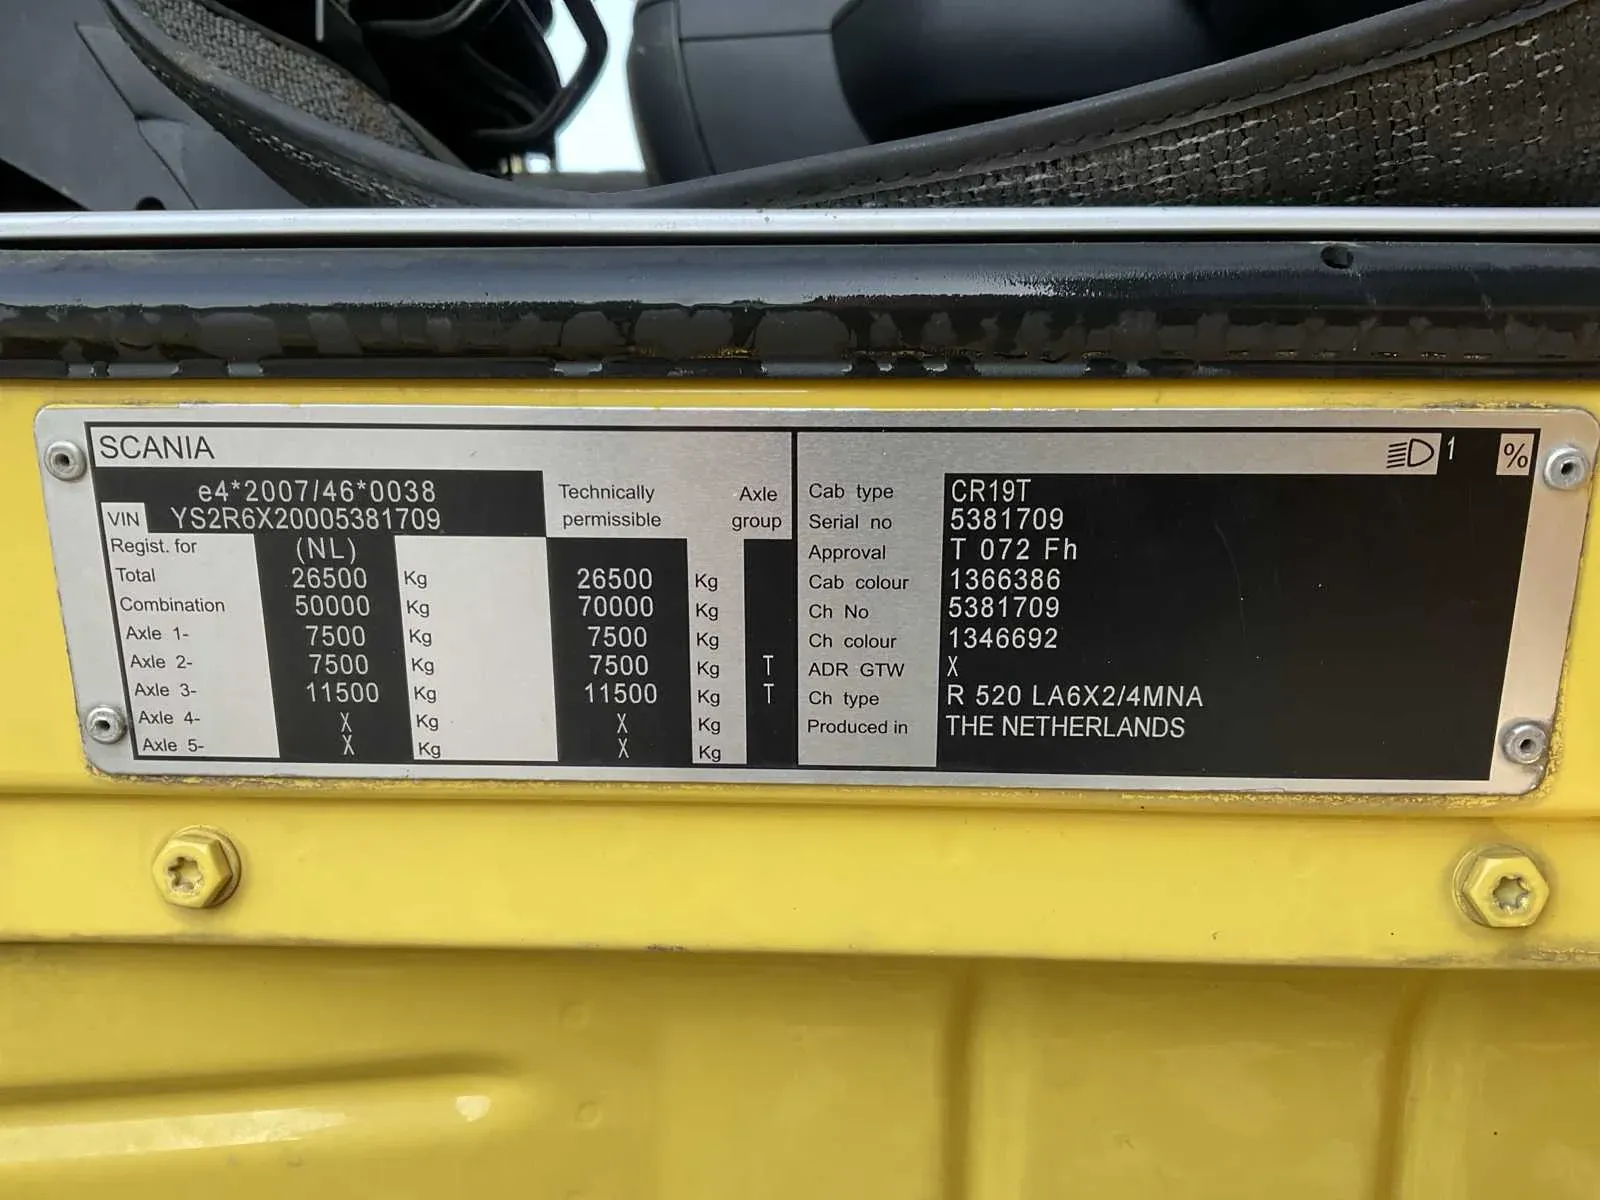 SCANIA
e4*2007/46*0038
VIN YS2R6X20005381709
Technically permissible
Axle group
Regist. for (NL)
Total 26500 Kg 26500 Kg
Combination 50000 Kg 70000 Kg
Axle 1- 7500 Kg 7500 Kg
Axle 2- 7500 Kg 7500 Kg T
Axle 3- 11500 Kg 11500 Kg T
Axle 4- X Kg X Kg
Axle 5- X Kg X Kg
1 %
Cab type CR19T
Serial no 5381709
Approval T 072 Fh
Cab colour 1366386
Ch No 5381709
Ch colour 1346692
ADR GTW X
Ch type R 520 LA6X2/4MNA
Produced in THE NETHERLANDS